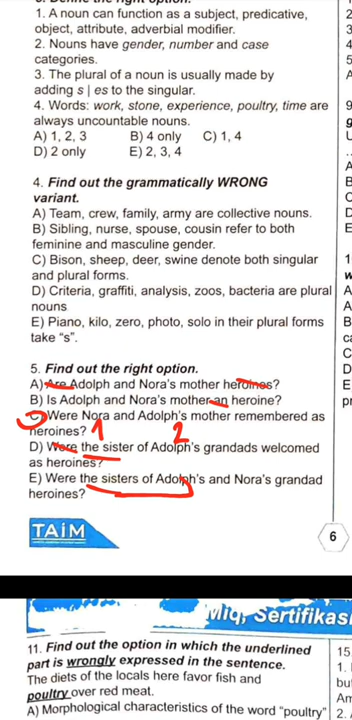 1. A noun can function as a subject, predicative,
object, attribute, adverbial modifier.
2. Nouns have gender, number and case
categories.
3. The plural of a noun is usually made by
adding s | es to the singular.
4. Words: work, stone, experience, poultry, time are
always uncountable nouns.
A) 1, 2, 3 B) 4 only C) 1, 4
D) 2 only E) 2, 3, 4
4. Find out the grammatically WRONG
variant.
A) Team, crew, family, army are collective nouns.
B) Sibling, nurse, spouse, cousin refer to both
feminine and masculine gender.
C) Bison, sheep, deer, swine denote both singular
and plural forms.
D) Criteria, graffiti, analysis, zoos, bacteria are plural
nouns
E) Piano, kilo, zero, photo, solo in their plural forms
take “s”.
5. Find out the right option.
A) Are Adolph and Nora's mother heroines?
B) Is Adolph and Nora's mother an heroine?
C) Were Nora and Adolph's mother remembered as
heroines? 1 2
D) Were the sister of Adolph's grandads welcomed
as heroines?
E) Were the sisters of Adolph's and Nora's grandad
heroines?
TAIM
6
Miq, Sertifikas
11. Find out the option in which the underlined
part is wrongly expressed in the sentence.
The diets of the locals here favor fish and
poultry over red meat.
A) Morphological characteristics of the word “poultry”
15
1.
2.